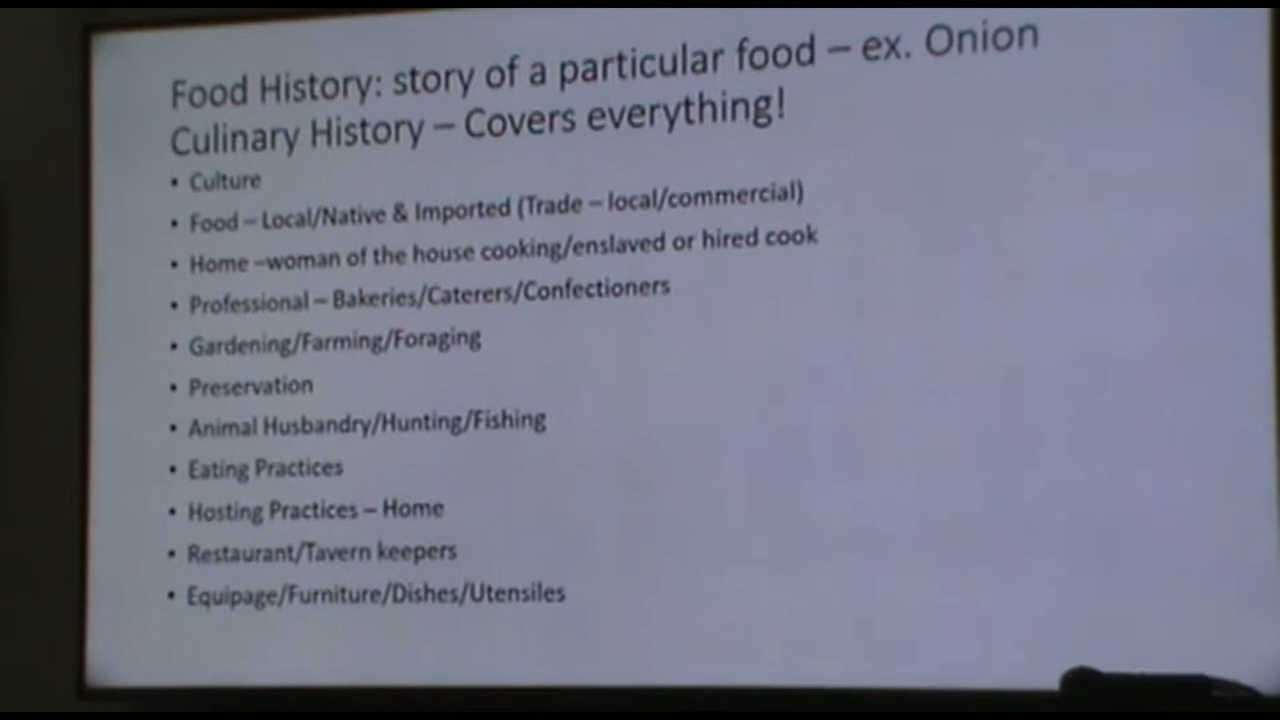 Food History: story of a particular food – ex. Onion
Culinary History – Covers everything!
• Culture
• Food – Local/Native & Imported (Trade – local/commercial)
• Home –woman of the house cooking/enslaved or hired cook
• Professional – Bakeries/Caterers/Confectioners
• Gardening/Farming/Foraging
• Preservation
• Animal Husbandry/Hunting/Fishing
• Eating Practices
• Hosting Practices – Home
• Restaurant/Tavern keepers
• Equipage/Furniture/Dishes/Utensiles